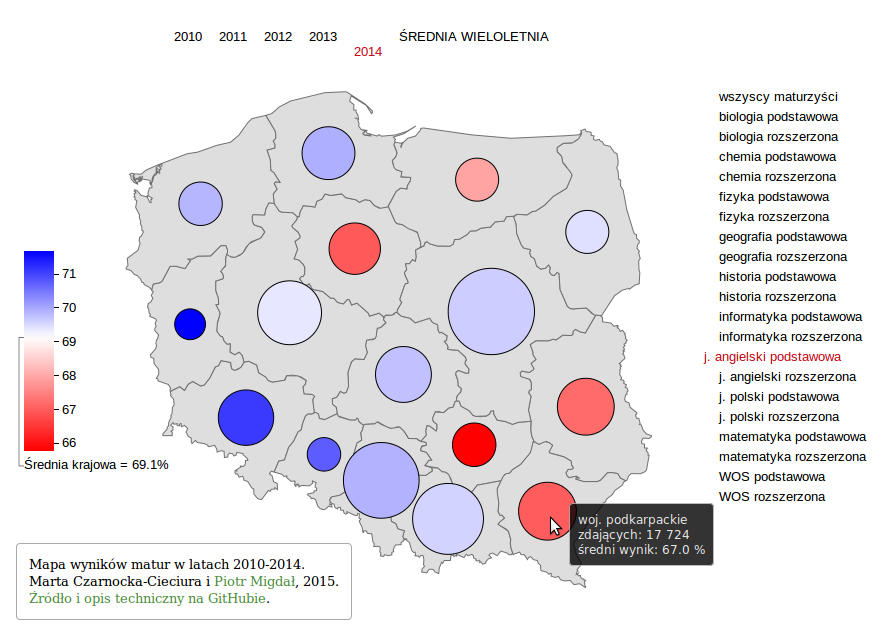 2010 2011 2012 2013 ŚREDNIA WIELOLETNIA
2014
wszyscy maturzyści
biologia podstawowa
biologia rozszerzona
chemia podstawowa
chemia rozszerzona
fizyka podstawowa
fizyka rozszerzona
geografia podstawowa
geografia rozszerzona
historia podstawowa
historia rozszerzona
informatyka podstawowa
informatyka rozszerzona
j. angielski podstawowa
j. angielski rozszerzona
j. polski podstawowa
j. polski rozszerzona
matematyka podstawowa
matematyka rozszerzona
WOS podstawowa
WOS rozszerzona
71
70
69
68
67
66
Średnia krajowa = 69.1%
woj. podkarpackie
zdających: 17 724
średni wynik: 67.0 %
Mapa wyników matur w latach 2010-2014.
Marta Czarnocka-Cieciura i Piotr Migdał, 2015.
Źródło i opis techniczny na GitHubie.